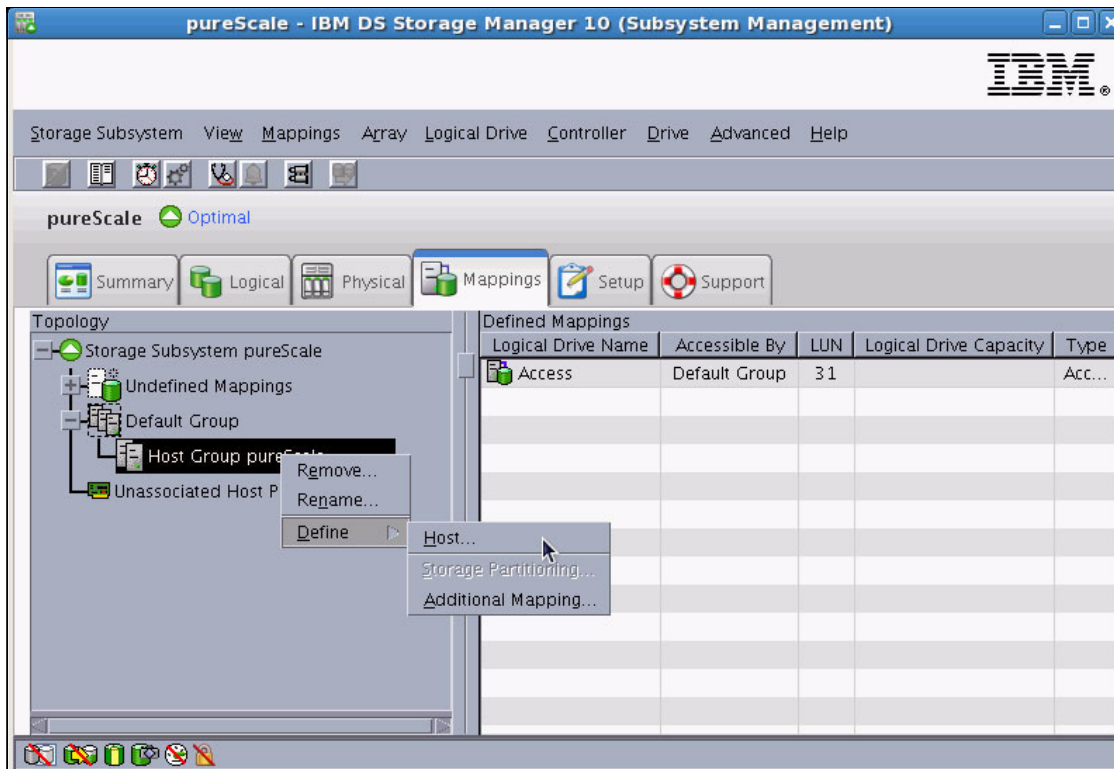 pureScale - IBM DS Storage Manager 10 (Subsystem Management)
IBM®
Storage Subsystem View Mappings Array Logical Drive Controller Drive Advanced Help
pureScale Optimal
Summary Logical Physical Mappings Setup Support
Topology
Storage Subsystem pureScale
Undefined Mappings
Default Group
Host Group pureScale
Unassociated Host P
Remove...
Rename...
Define
Host...
Storage Partitioning...
Additional Mapping...
Defined Mappings
Logical Drive Name Accessible By LUN Logical Drive Capacity Type
Access Default Group 31 Acc...